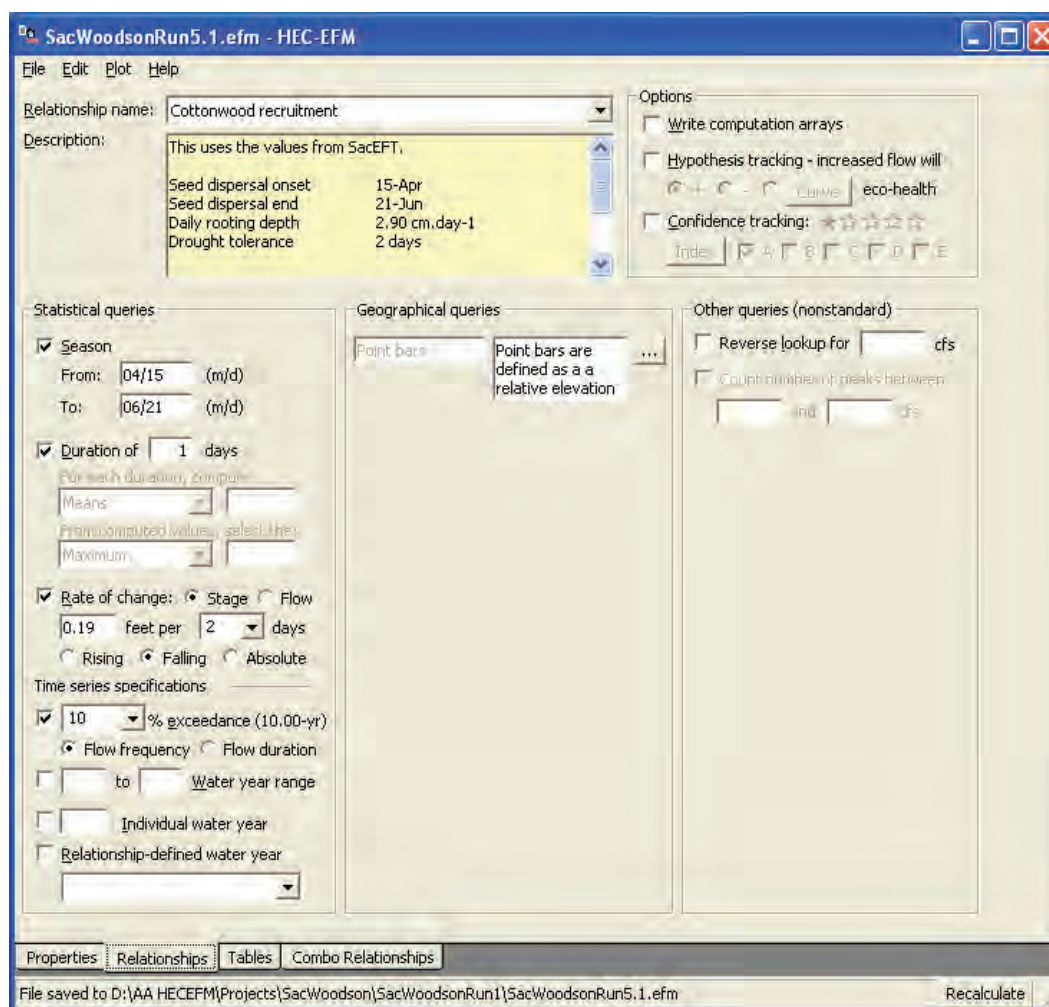 SacWoodsonRun5.1.efm - HEC-EFM
File Edit Plot Help
Relationship name: Cottonwood recruitment
Description:
This uses the values from SacEFT.
Seed dispersal onset 15-Apr
Seed dispersal end 21-Jun
Daily rooting depth 2.90 cm.day-1
Drought tolerance 2 days
Options
Write computation arrays
Hypothesis tracking - increased flow will
+ - Curve eco-health
Confidence tracking:
Index A B C D E
Statistical queries
Season
From: 04/15 (m/d)
To: 06/21 (m/d)
Duration of 1 days
For each duration, compute
Means
From computed values, select the
Maximum
Rate of change: Stage Flow
0.19 feet per 2 days
Rising Falling Absolute
Time series specifications
10 % exceedance (10.00-yr)
Flow frequency Flow duration
to Water year range
Individual water year
Relationship-defined water year
Geographical queries
Point bars
Point bars are
defined as a a
relative elevation
...
Other queries (nonstandard)
Reverse lookup for cfs
Count number of peaks between
and cfs
Properties Relationships Tables Combo Relationships
File saved to D:\AA HECEFM\Projects\SacWoodson\SacWoodsonRun1\SacWoodsonRun5.1.efm
Recalculate